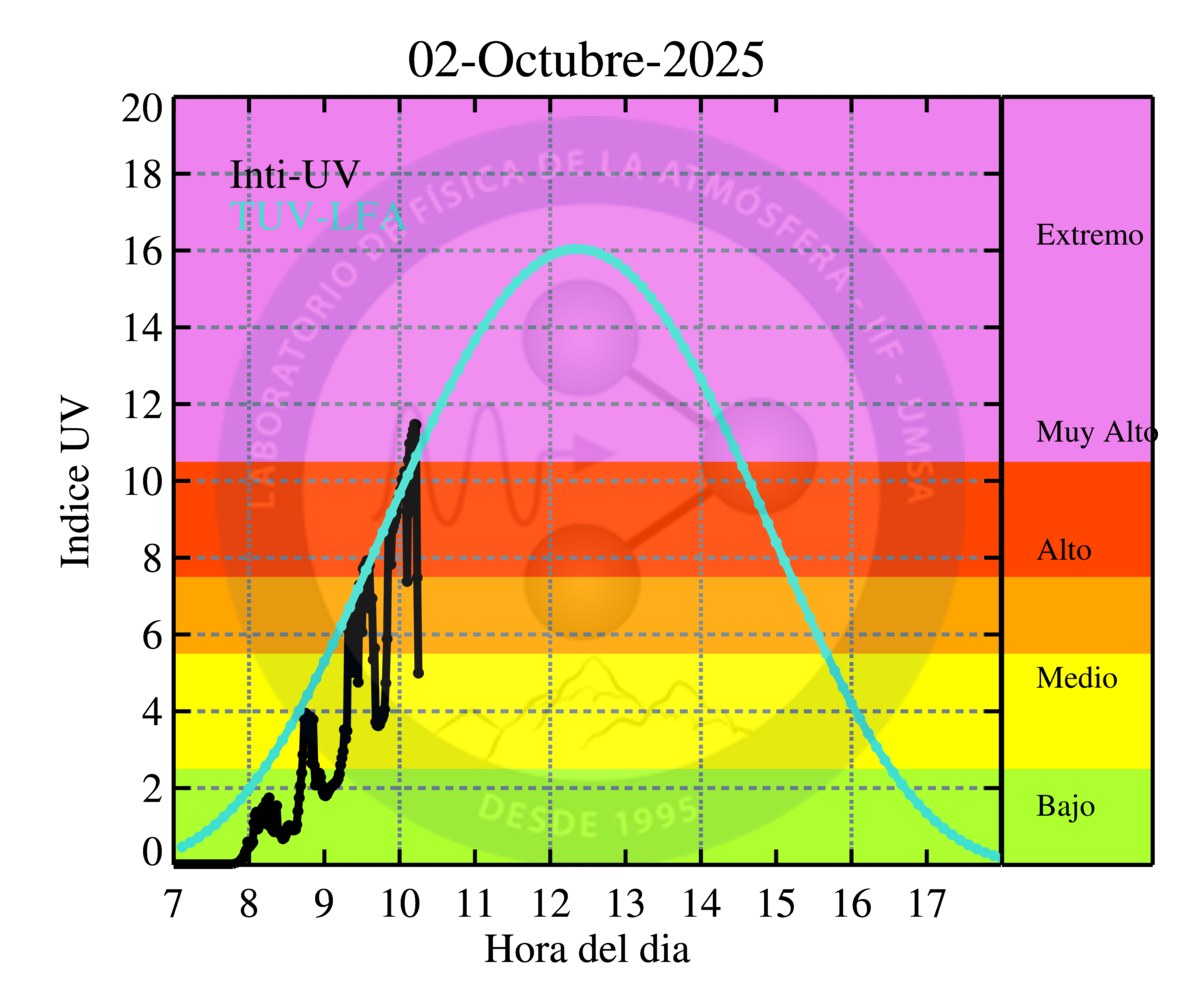 02-Octubre-2025
20
18
16
14
12
10
8
6
4
2
0
Indice UV
Inti-UV
TUV-LFA
LABORATORIO DE FÍSICA DE LA ATMÓSFERA - IIF - UMSA
DESDE 1995
Extremo
Muy Alto
Alto
Medio
Bajo
7 8 9 10 11 12 13 14 15 16 17
Hora del dia